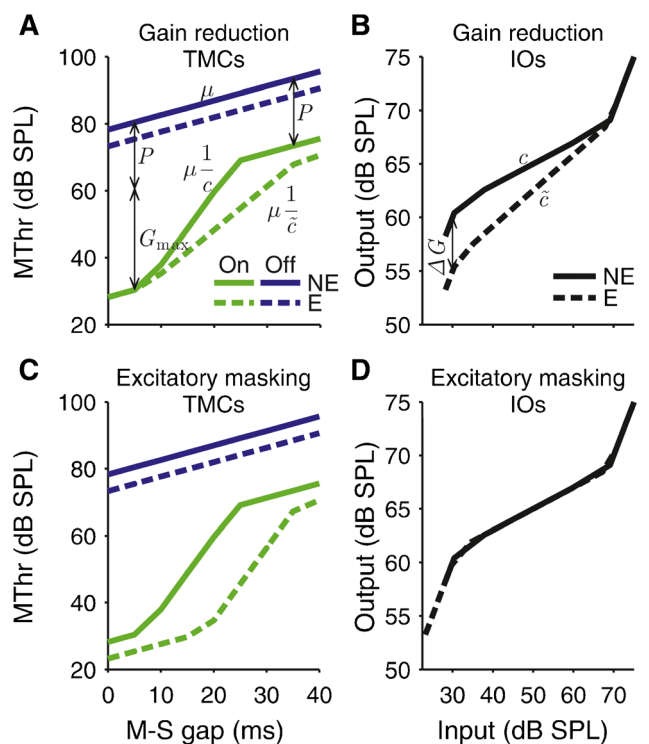 A
Gain reduction
TMCs
MThr (dB SPL)
100
80
60
40
20
μ
P
P
G_max
μ 1/c
μ 1/c̃
On Off
NE
E
B
Gain reduction
IOs
Output (dB SPL)
75
70
65
60
55
50
c
c̃
ΔG
NE
E
C
Excitatory masking
TMCs
MThr (dB SPL)
100
80
60
40
20
0 10 20 30 40
M-S gap (ms)
D
Excitatory masking
IOs
Output (dB SPL)
75
70
65
60
55
50
30 40 50 60 70
Input (dB SPL)